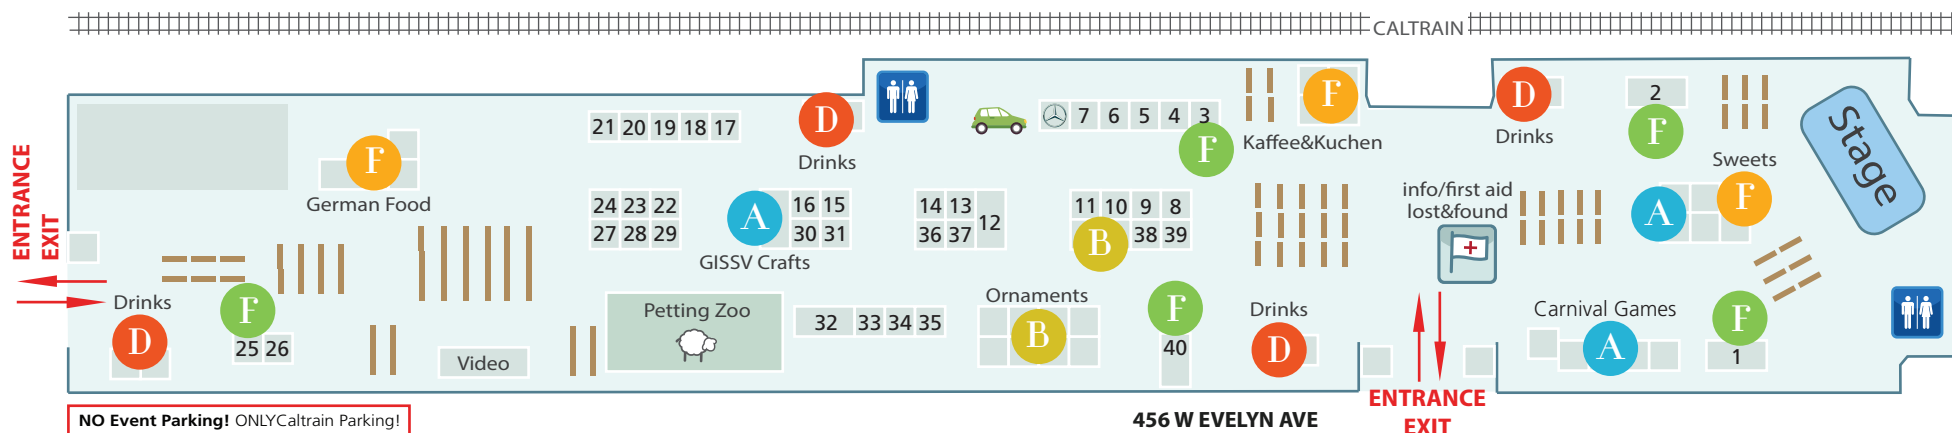 CALTRAIN
ENTRANCE
EXIT
F
German Food
21 20 19 18 17
D
Drinks
7 6 5 4 3
F
F
Kaffee&Kuchen
D
Drinks
2
F
Sweets
F
Stage
24 23 22
27 28 29
A
16 15
30 31
GISSV Crafts
14 13
12
36 37
11 10 9 8
B
38 39
info/first aid
lost&found
A
Drinks
D
F
25 26
Video
Petting Zoo
32 33 34 35
Ornaments
B
F
40
Drinks
D
Carnival Games
A
F
1
ENTRANCE
EXIT
NO Event Parking! ONLYCaltrain Parking!
456 W EVELYN AVE